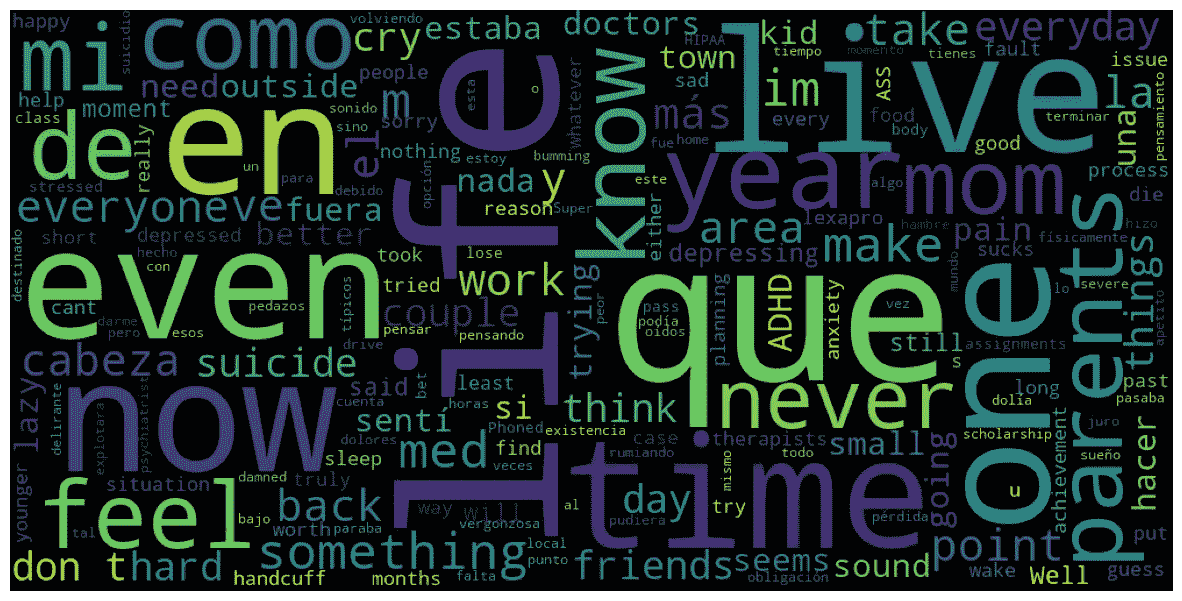 happy
suicidio
como
volviendo
cry
estaba
doctors
HIPAA
live
kid
tiempo
momento
take
tienes
everyday
fault
mi
need
outside
people
m
esta
o
whatever
know
town
sad
im
ASS
food
body
issue
la
help
class
moment
sonido
sorry
life
más
every
terminar
una
pensamiento
de
en
really
un
el
sino
nothing
estoy
bumming
fue
home
year
good
mom
process
stressed
para
debido
opción
nada
y
este
algo
die
everyone
ve
fuera
reason
Super
either
area
lexapro
hambre
pain
parents
hizo
short
depressed
better
took
lose
depressing
make
sucks
físicamente
things
destinado
hecho
con
even
tried
work
trying
que
mundo
lo
severe
apetito
cant
esos
pedazos
típicos
couple
peor
pass
podía
oídos
planning
ADHD
anxiety
vez
one
darme
pero
drive
pensar
pensando
still
assignments
s
cabeza
suicide
said
bet
least
never
long
dolía
past
pasaba
lazy
delirante
now
cuenta
horas
si
think
scholarship
juro
explotara
psychiatrist
sentí
Phoned
existencia
case
therapists
small
hacer
younger
sleep
dolores
med
find
veces
rumiando
todo
going
achievement
sueño
situation
truly
damned
time
mismo
u
feel
back
way
will
al
day
try
pérdida
put
tal
bajo
worth
paraba
vergonzosa
pudiera
point
don t
hard
something
local
punto
friends
seems
sound
wake
Well
guess
handcuff
months
falta
obligación